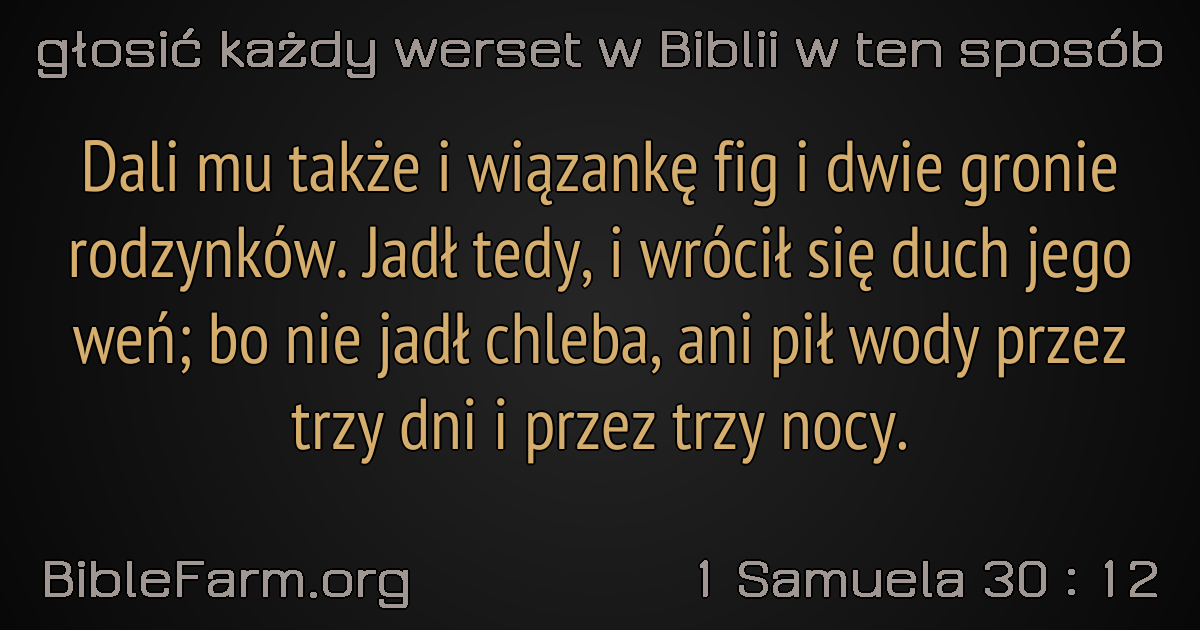 głosić każdy werset w Biblii w ten sposób
Dali mu także i wiązankę fig i dwie gronie
rodzynków. Jadł tedy, i wrócił się duch jego
weń; bo nie jadł chleba, ani pił wody przez
trzy dni i przez trzy nocy.
BibleFarm.org
1 Samuela 30 : 12